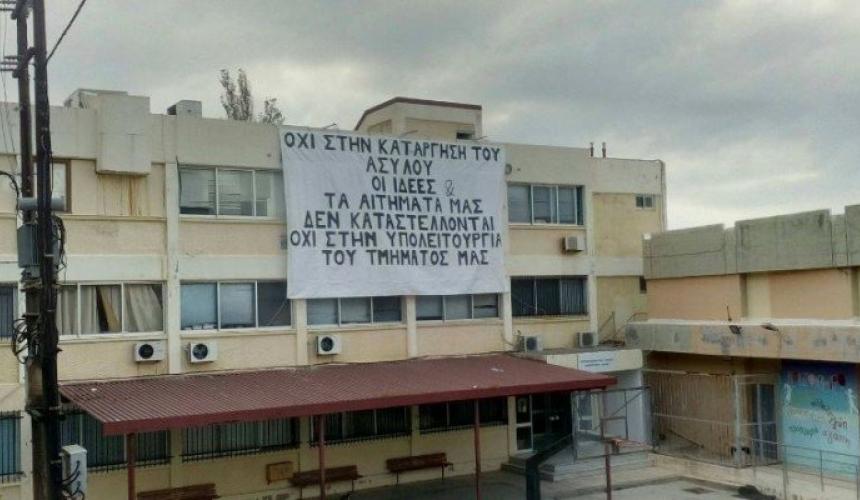 ΟΧΙ ΣΤΗΝ ΚΑΤΑΡΓΗΣΗ ΤΟΥ
ΑΣΥΛΟΥ
ΟΙ ΙΔΕΕΣ &
ΤΑ ΑΙΤΗΜΑΤΑ ΜΑΣ
ΔΕΝ ΚΑΤΑΣΤΕΛΛΟΝΤΑΙ
ΟΧΙ ΣΤΗΝ ΥΠΟΛΕΙΤΟΥΡΓΙΑ
ΤΟΥ ΤΜΗΜΑΤΟΣ ΜΑΣ